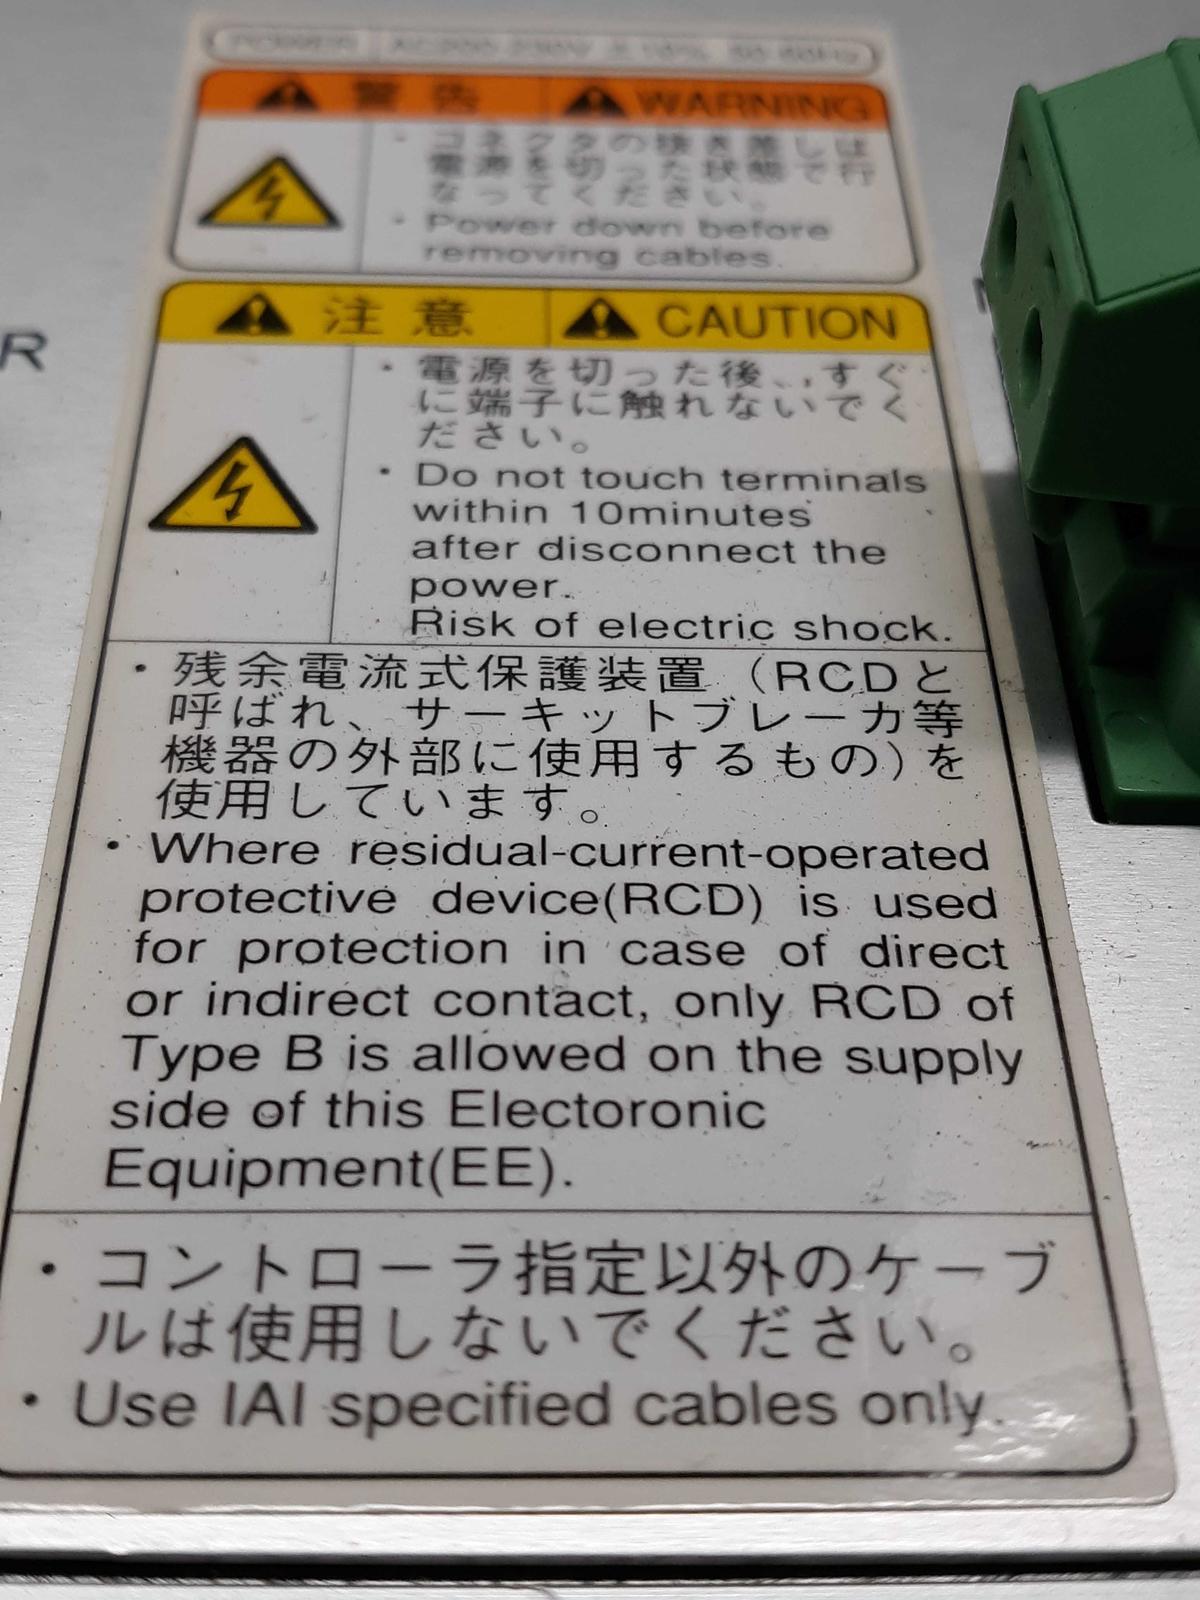 POWER AC200-230V ±10% 50-60Hz
警告 WARNING
・コネクタの抜き差しは
電源を切った状態で行
なってください。
・Power down before
removing cables.
注意 CAUTION
・電源を切った後、,すぐ
に端子に触れないでく
ださい。
・Do not touch terminals
within 10minutes
after disconnect the
power.
Risk of electric shock.
・残余電流式保護装置(RCDと
呼ばれ、サーキットブレーカ等
機器の外部に使用するもの)を
使用しています。
・Where residual-current-operated
protective device(RCD) is used
for protection in case of direct
or indirect contact, only RCD of
Type B is allowed on the supply
side of this Electoronic
Equipment(EE).
・コントローラ指定以外のケーブ
ルは使用しないでください。
・Use IAI specified cables only.
R